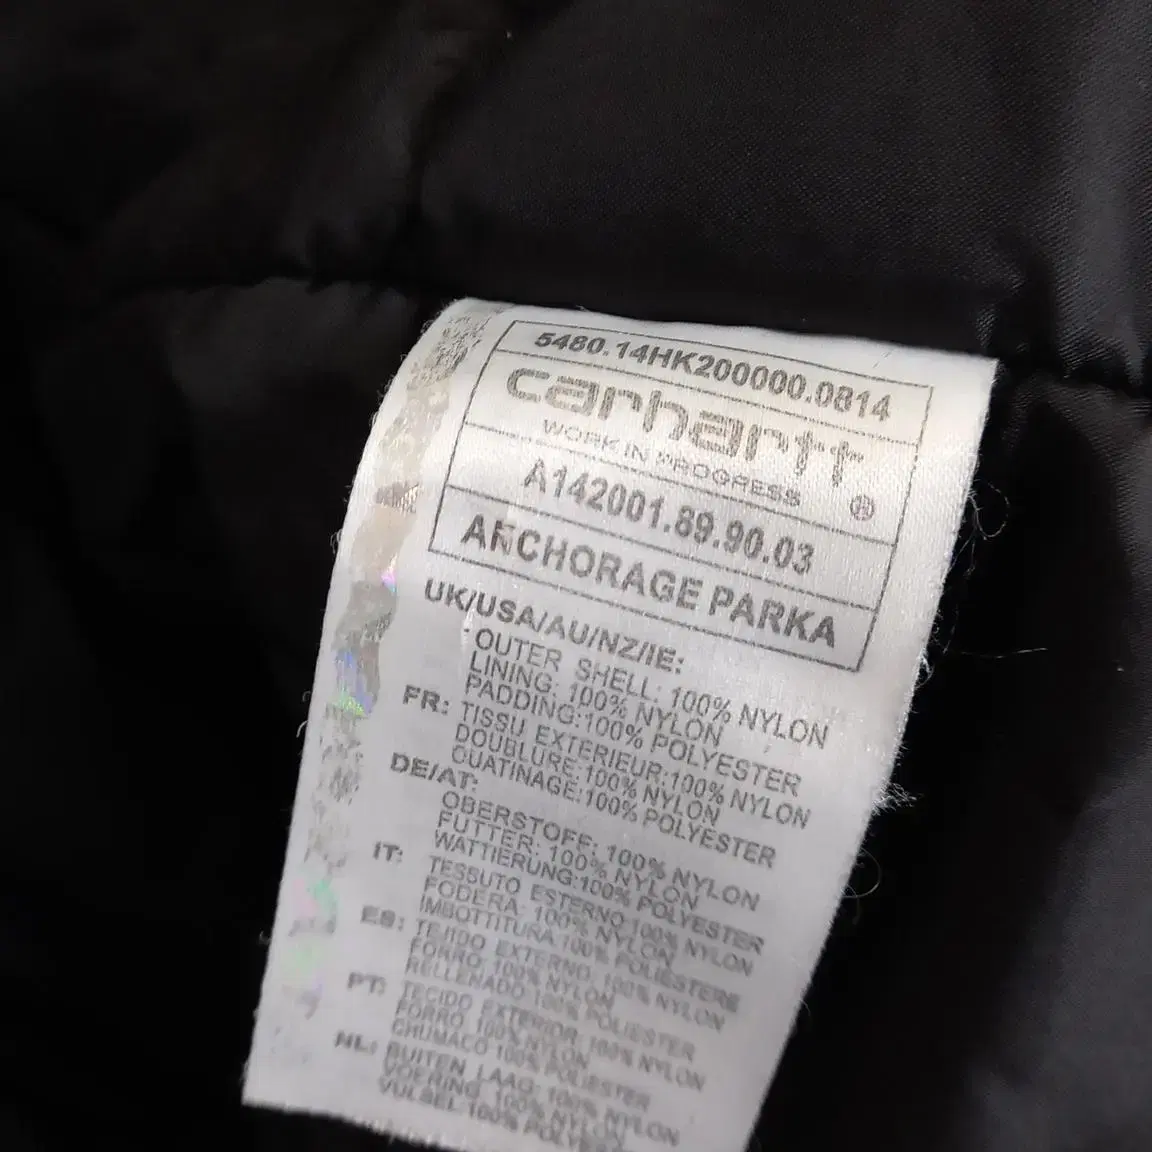 5480.14HK200000.0814
carhartt
WORK IN PROGRESS ®
A142001.89.90.03
ANCHORAGE PARKA
UK/USA/AU/NZ/IE:
OUTER SHELL: 100% NYLON
LINING: 100% NYLON
PADDING:100% POLYESTER
FR: TISSU EXTERIEUR:100% NYLON
DOUBLURE:100% NYLON
OUATINAGE:100% POLYESTER
DE/AT:
OBERSTOFF: 100% NYLON
FUTTER: 100% NYLON
WATTIERUNG:100% POLYESTER
IT: TESSUTO ESTERNO:100% NYLON
FODERA: 100% NYLON
IMBOTTITURA:100% POLIESTERE
ES: TEJIDO EXTERNO: 100% NYLON
FORRO: 100% NYLON
RELLENADO 100% POLIESTER
PT: TECIDO EXTERIOR: 100% NYLON
FORRO 100% NYLON
CHUMACO 100% POLIESTER
NL: BUITEN LAAG: 100% NYLON
VOERING: 100% NYLON
VULSEL:100% POLYESTER